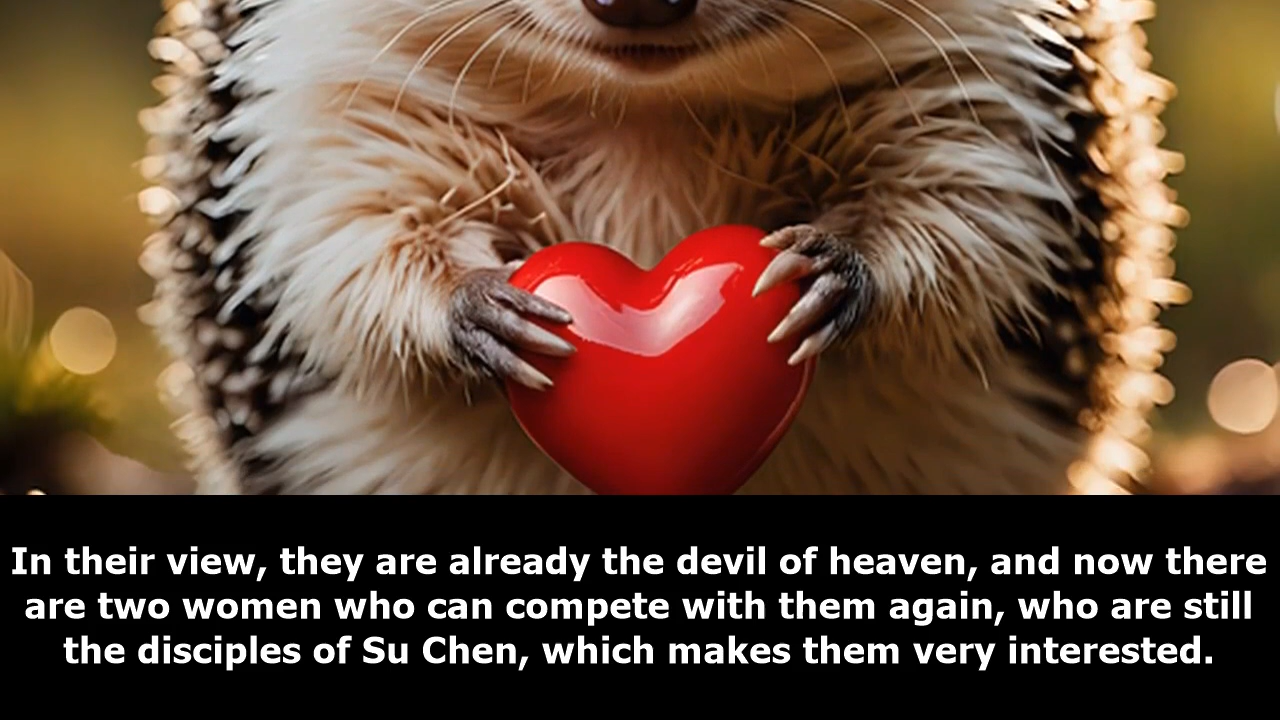 In their view, they are already the devil of heaven, and now there
are two women who can compete with them again, who are still
the disciples of Su Chen, which makes them very interested.